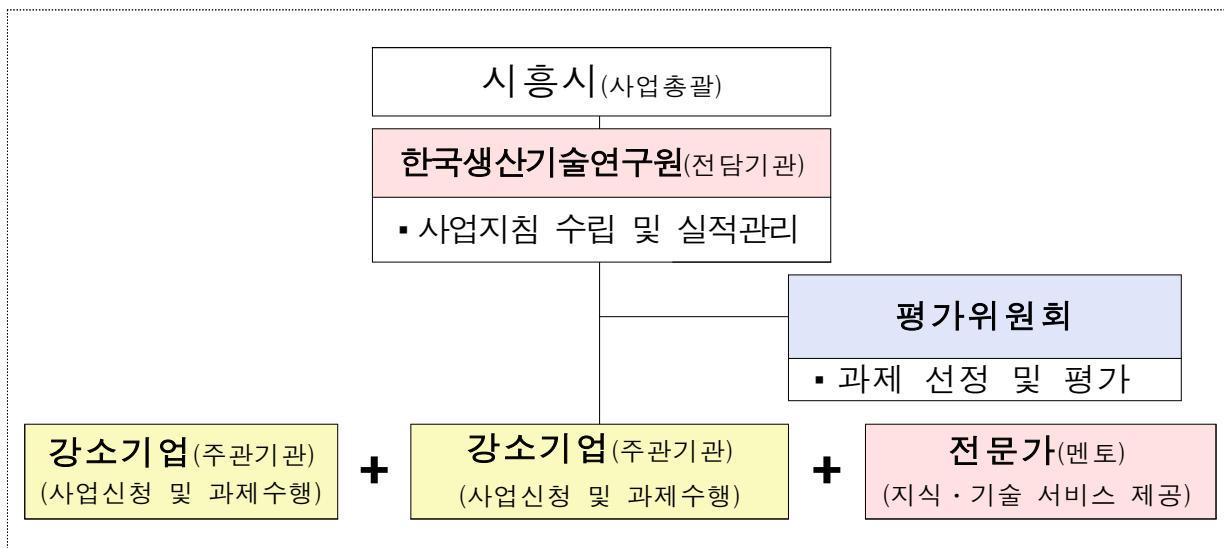 시흥시(사업총괄)
한국생산기술연구원(전담기관)
▪ 사업지침 수립 및 실적관리
평가위원회
▪ 과제 선정 및 평가
강소기업(주관기관)
(사업신청 및 과제수행)
+
강소기업(주관기관)
(사업신청 및 과제수행)
+
전문가(멘토)
(지식·기술 서비스 제공)